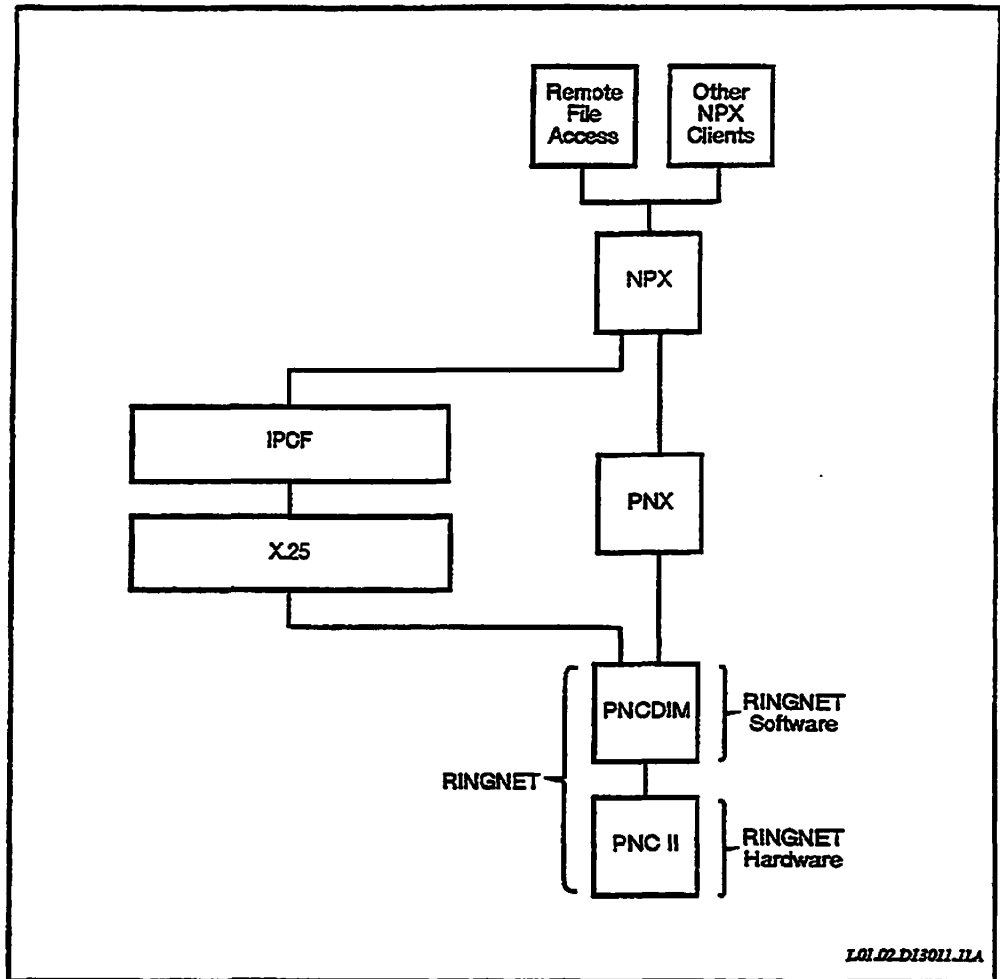 Remote
File
Access
Other
NPX
Clients
NPX
IPCF
PNX
X.25
PNCDIM
RINGNET
Software
RINGNET
PNC II
RINGNET
Hardware
L01.02.D13011.11A